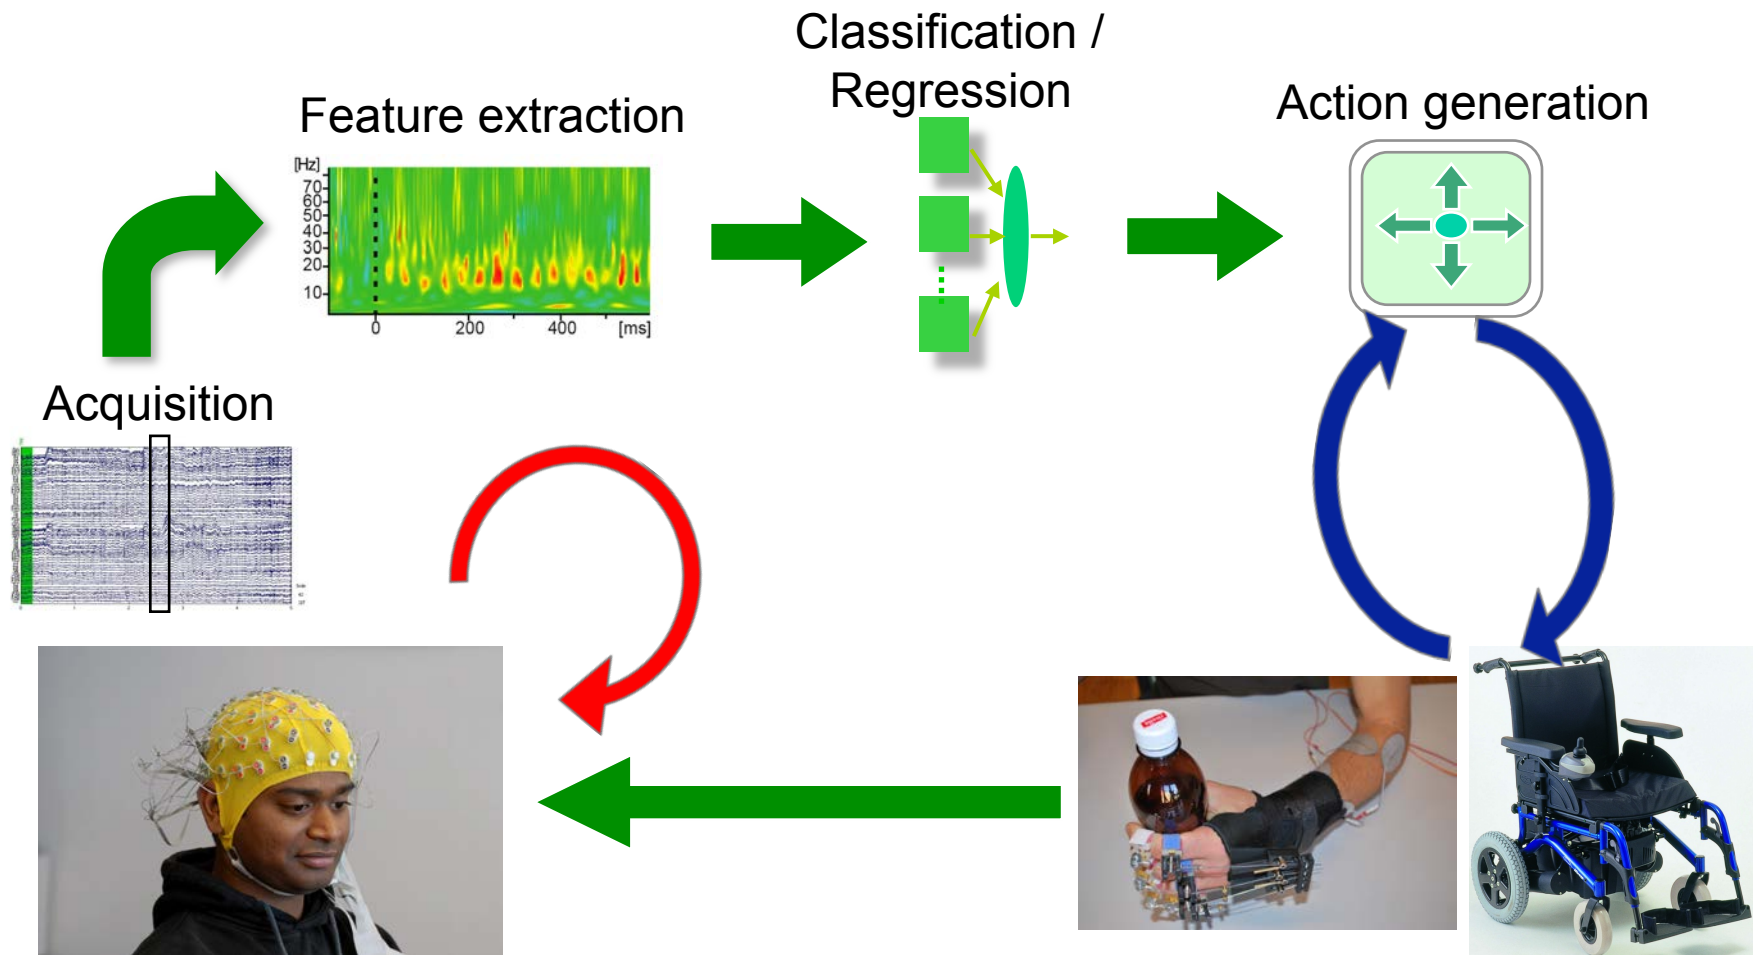 Classification /
Regression
Feature extraction
Action generation
[Hz]
70
60
50
40
30
20
10
0
200
400
[ms]
Acquisition